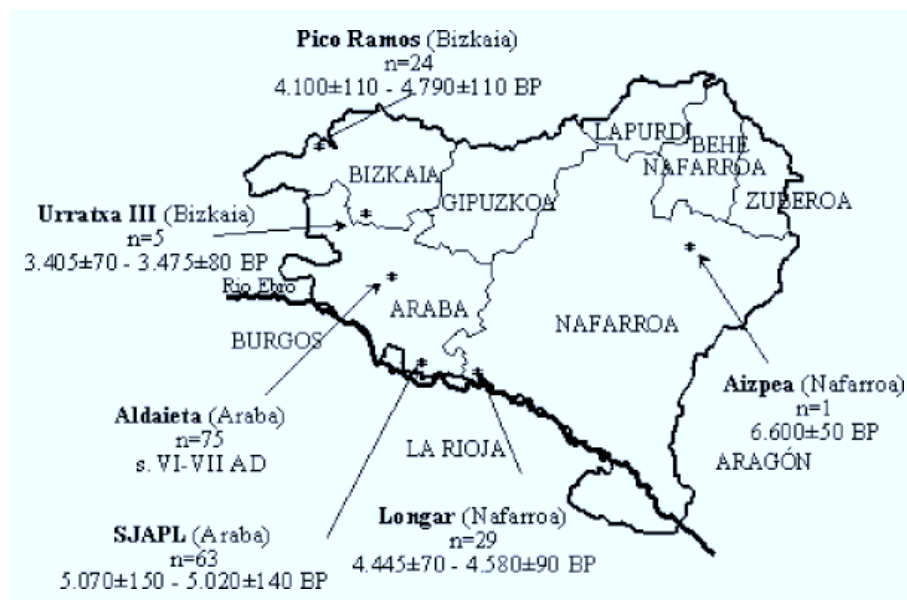 Pico Ramos (Bizkaia)
n=24
4.100±110 - 4.790±110 BP
LAPURDI
BEHE
NAFARROA
ZUBEROA
BIZKAIA
GIPUZKOA
Urratxa III (Bizkaia)
n=5
3.405±70 - 3.475±80 BP
Rio Ebro
ARABA
NAFARROA
BURGOS
Aizpea (Nafarroa)
n=1
6.600±50 BP
ARAGÓN
Aldaieta (Araba)
n=75
s. VI-VII AD
LA RIOJA
SJAPL (Araba)
n=63
5.070±150 - 5.020±140 BP
Longar (Nafarroa)
n=29
4.445±70 - 4.580±90 BP